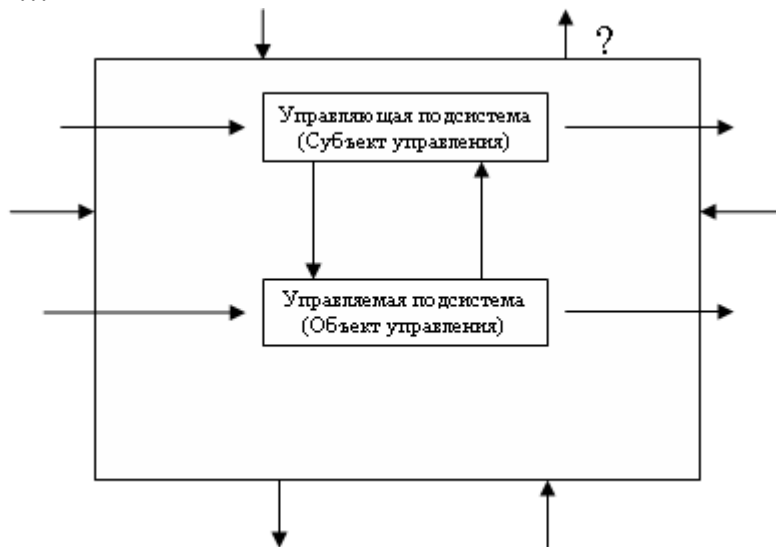 ?
Управляющая подсистема
(Субъект управления)
Управляемая подсистема
(Объект управления)